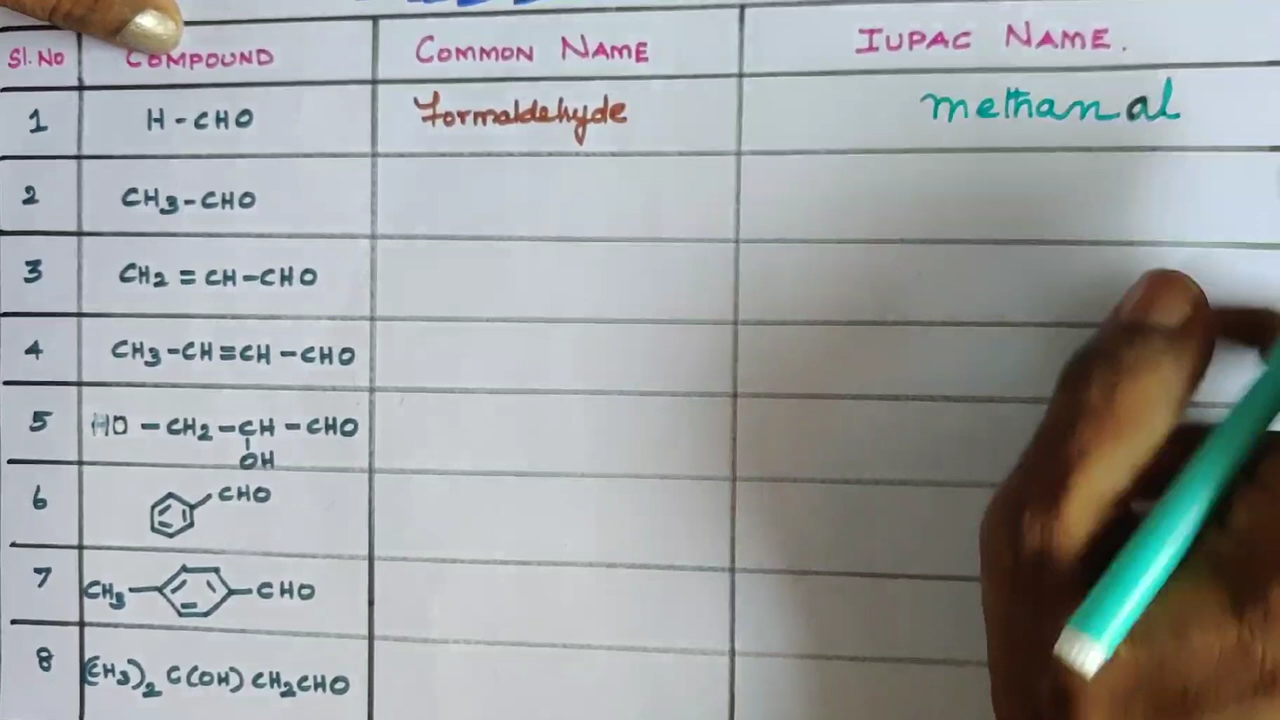 Sl. No COMPOUND COMMON NAME IUPAC NAME.
1 H-CHO Formaldehyde methanal
2 CH3-CHO
3 CH2=CH-CHO
4 CH3-CH=CH-CHO
5 HO-CH2-CH-CHO
OH
6 CHO
7 CH3 CHO
8 (CH3)2 C(OH) CH2CHO